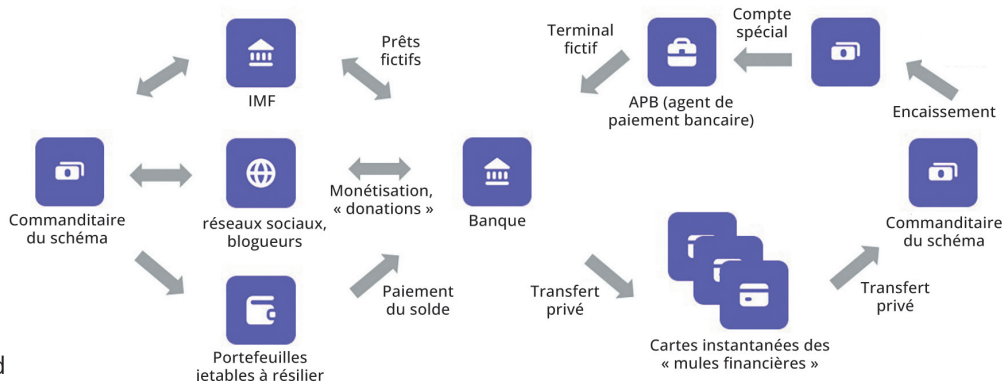 Commanditaire
du schéma
IMF
Prêts
fictifs
réseaux sociaux,
blogueurs
Monétisation,
« donations »
Portefeuilles
jetables à résilier
Paiement
du solde
Banque
Terminal
fictif
APB (agent de
paiement bancaire)
Compte
spécial
Encaissement
Commanditaire
du schéma
Transfert
privé
Cartes instantanées des
« mules financières »
Transfert
privé